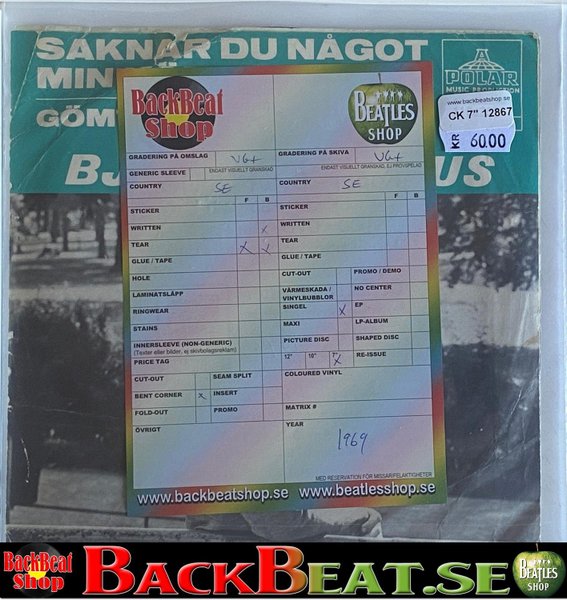 SAKNAR DU NÅGOT
MIN
GÖM
BJ
US
POLAR
MUSIC PRODUCTION
www.backbeatshop.se
CK 7" 12867
KR 60.00
BackBeat
Shop
BEATLES
SHOP
GRADERING PÅ OMSLAG VG+
GRADERING PÅ SKIVA VG+
GENERIC SLEEVE ENDAST VISUELLT GRANSKAD
ENDAST VISUELLT GRANSKAD, EJ PROVSPELAD
COUNTRY SE
COUNTRY SE
F B
F B
STICKER
STICKER
WRITTEN x
WRITTEN
TEAR x x
TEAR
GLUE / TAPE
GLUE / TAPE
HOLE
CUT-OUT
PROMO / DEMO
LAMINATSLÄPP
VÄRMESKADA /
VINYLBUBBLOR
NO CENTER
RINGWEAR
SINGEL x
EP
STAINS
MAXI
LP-ALBUM
INNERSLEEVE (NON-GENERIC)
(Texter eller bilder, ej skivbolagsreklam)
PICTURE DISC
SHAPED DISC
PRICE TAG
12" 10" 7" x
RE-ISSUE
CUT-OUT
SEAM SPLIT
COLOURED VINYL
BENT CORNER x
INSERT
FOLD-OUT
PROMO
MATRIX #
ÖVRIGT
YEAR
1969
MED RESERVATION FÖR MISSAR/FELAKTIGHETER
www.backbeatshop.se www.beatlesshop.se
BackBeat
Shop
BACKBEAT.SE
BEATLES
SHOP